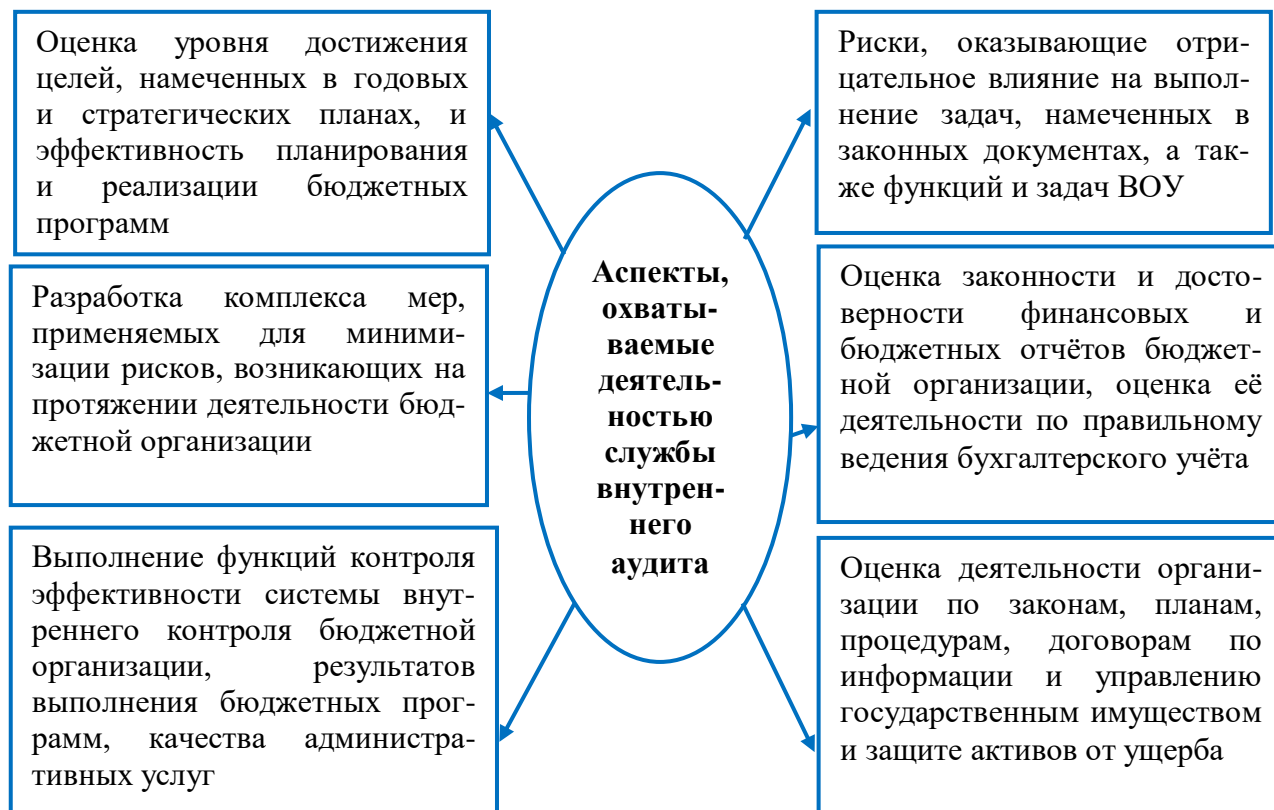 Оценка уровня достижения
целей, намеченных в годовых
и стратегических планах, и
эффективность планирования
и реализации бюджетных
программ
Риски, оказывающие отри-
цательное влияние на выпол-
нение задач, намеченных в
законных документах, а так-
же функций и задач ВОУ
Аспекты,
охваты-
ваемые
деятель-
ностью
службы
внутрен-
него
аудита
Разработка комплекса мер,
применяемых для миними-
зации рисков, возникающих на
протяжении деятельности бюд-
жетной организации
Оценка законности и досто-
верности финансовых и
бюджетных отчётов бюджет-
ной организации, оценка её
деятельности по правильному
ведения бухгалтерского учёта
Выполнение функций контроля
эффективности системы внут-
реннего контроля бюджетной
организации, результатов
выполнения бюджетных прог-
рамм, качества администра-
тивных услуг
Оценка деятельности органи-
зации по законам, планам,
процедурам, договорам по
информации и управлению
государственным имуществом
и защите активов от ущерба